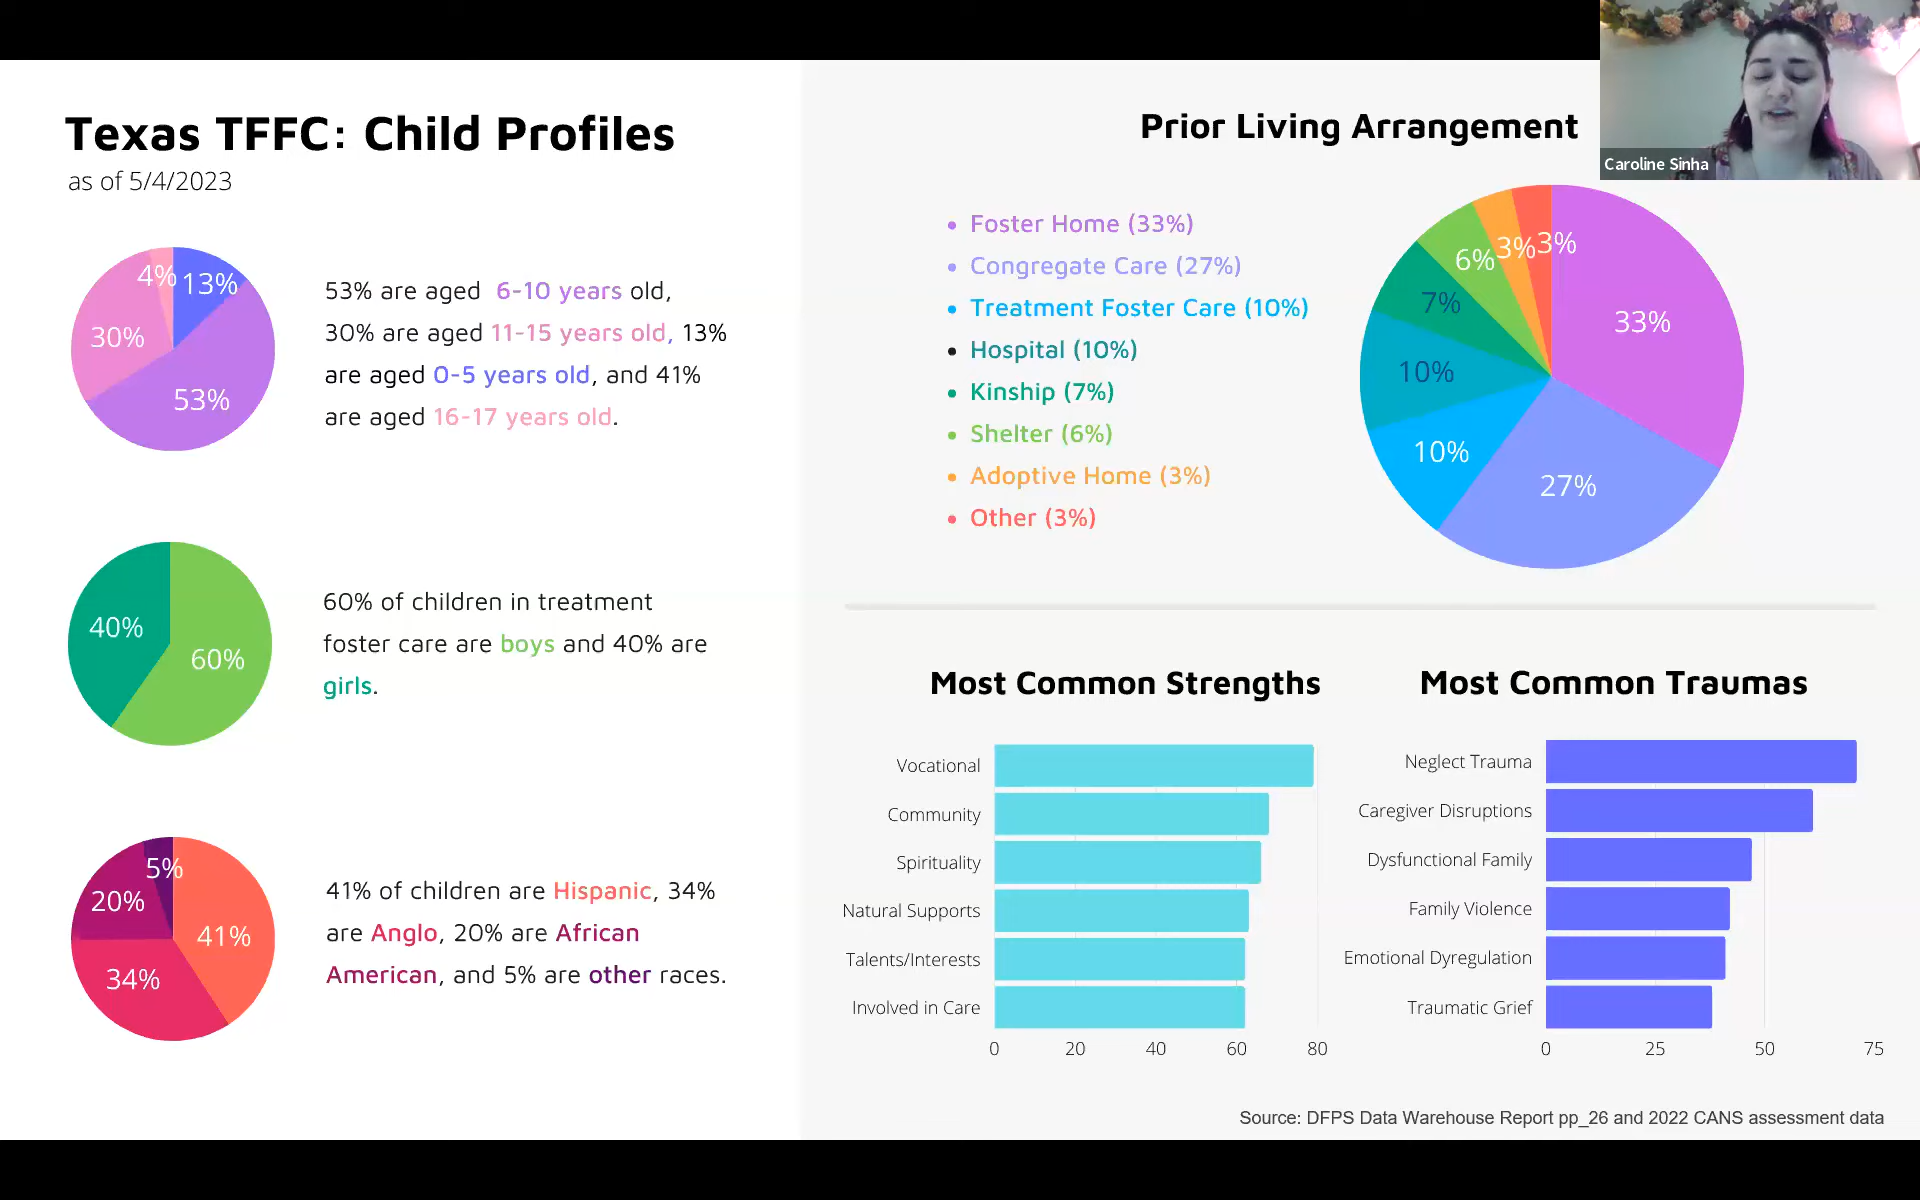 Texas TFFC: Child Profiles
as of 5/4/2023
4%
13%
30%
53%
53% are aged 6-10 years old,
30% are aged 11-15 years old, 13%
are aged 0-5 years old, and 41%
are aged 16-17 years old.
40%
60%
60% of children in treatment
foster care are boys and 40% are
girls.
5%
20%
41%
34%
41% of children are Hispanic, 34%
are Anglo, 20% are African
American, and 5% are other races.
Prior Living Arrangement
Caroline Sinha
• Foster Home (33%)
• Congregate Care (27%)
• Treatment Foster Care (10%)
• Hospital (10%)
• Kinship (7%)
• Shelter (6%)
• Adoptive Home (3%)
• Other (3%)
6%
3%
3%
7%
33%
10%
10%
27%
Most Common Strengths
Vocational
Community
Spirituality
Natural Supports
Talents/Interests
Involved in Care
0 20 40 60 80
Most Common Traumas
Neglect Trauma
Caregiver Disruptions
Dysfunctional Family
Family Violence
Emotional Dyregulation
Traumatic Grief
0 25 50 75
Source: DFPS Data Warehouse Report pp_26 and 2022 CANS assessment data